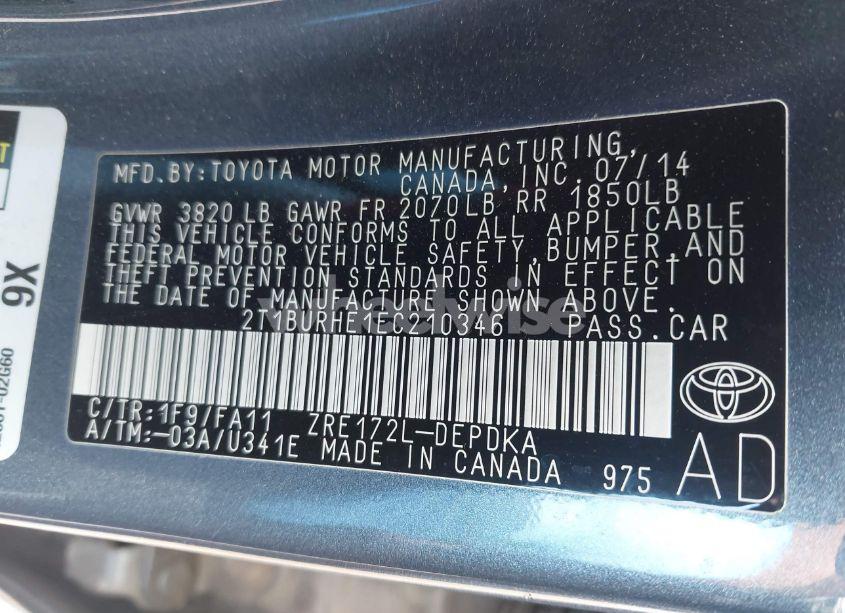 MFD. BY: TOYOTA MOTOR MANUFACTURING,
CANADA, INC. 07/14
GVWR 3820 LB GAWR FR 2070LB RR 1850LB
THIS VEHICLE CONFORMS TO ALL APPLICABLE
FEDERAL MOTOR VEHICLE SAFETY, BUMPER, AND
THEFT PREVENTION STANDARDS IN EFFECT ON
THE DATE OF MANUFACTURE SHOWN ABOVE.
PASS. CAR
C/TR: 1F9/FA11 ZRE172L-DEPDKA
A/TM: -03A/U341E MADE IN CANADA 975
AD